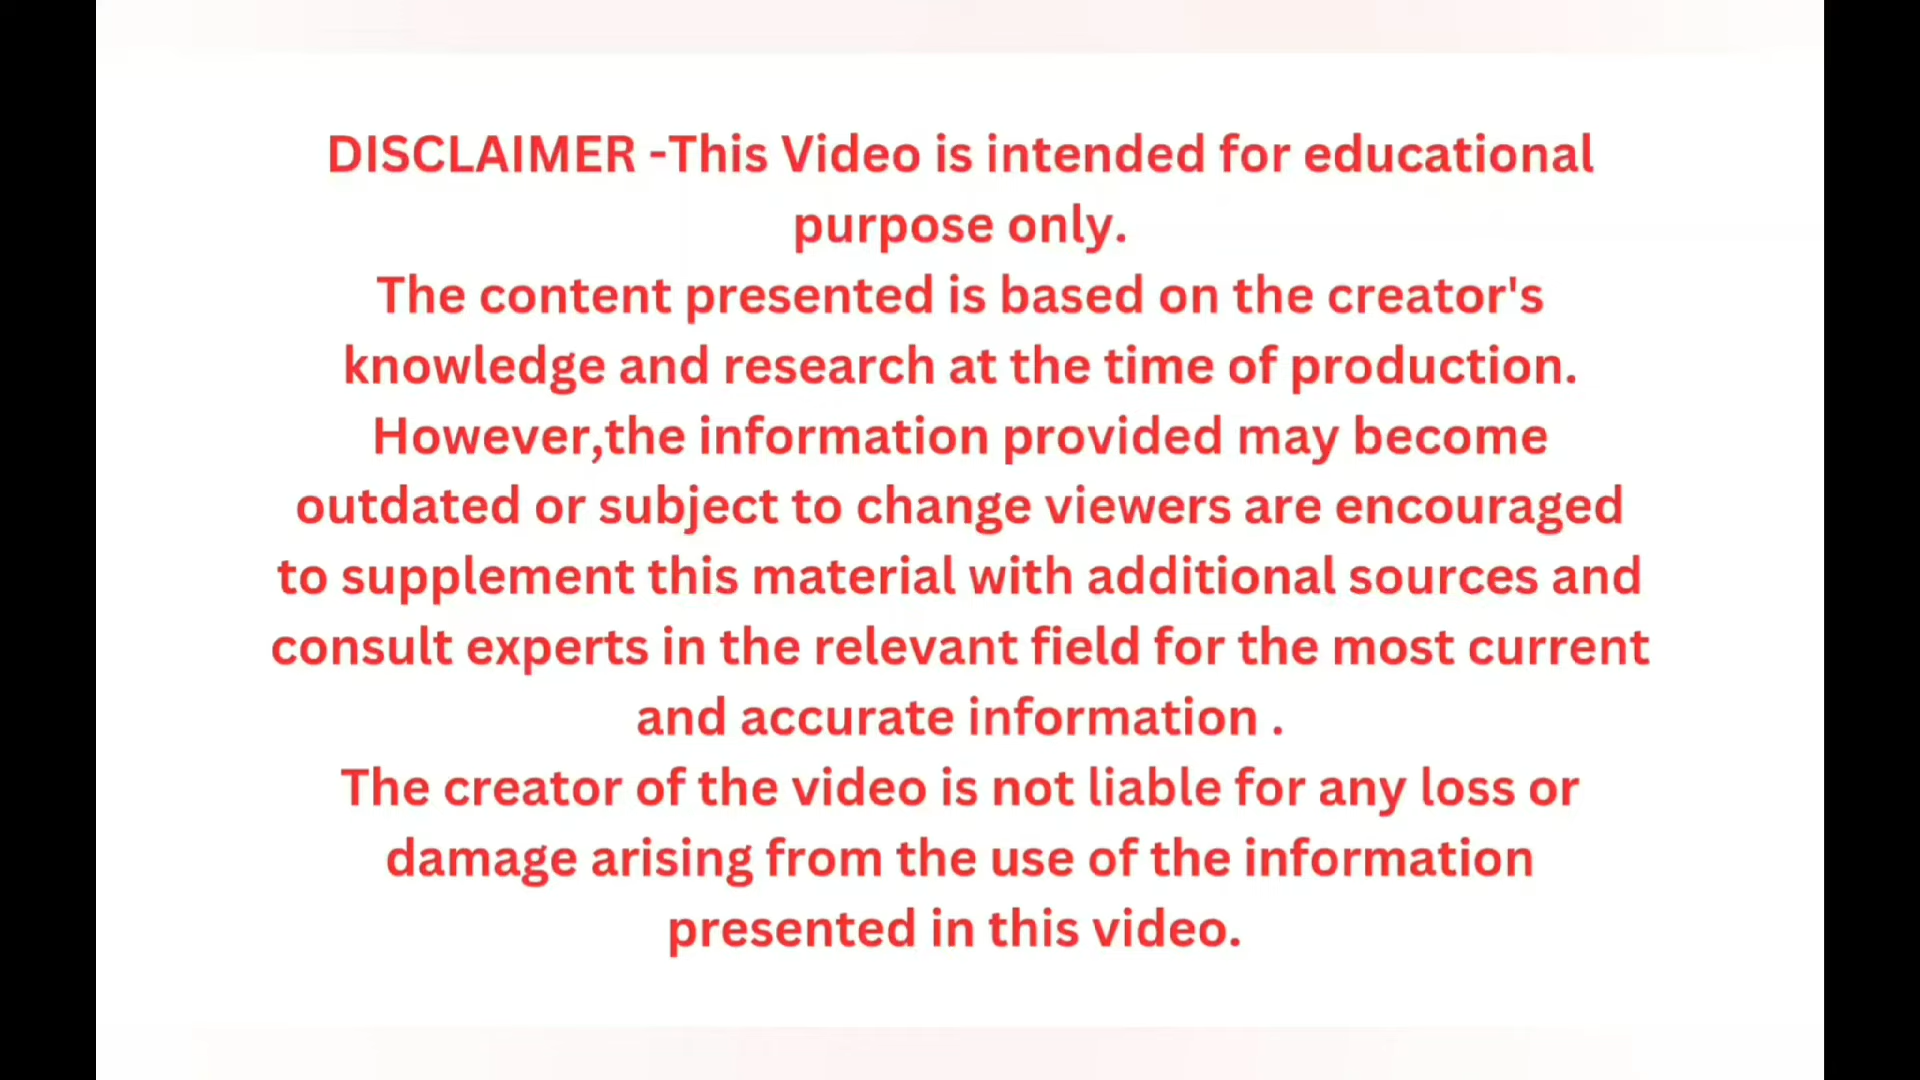 DISCLAIMER -This Video is intended for educational
purpose only.
The content presented is based on the creator's
knowledge and research at the time of production.
However,the information provided may become
outdated or subject to change viewers are encouraged
to supplement this material with additional sources and
consult experts in the relevant field for the most current
and accurate information .
The creator of the video is not liable for any loss or
damage arising from the use of the information
presented in this video.